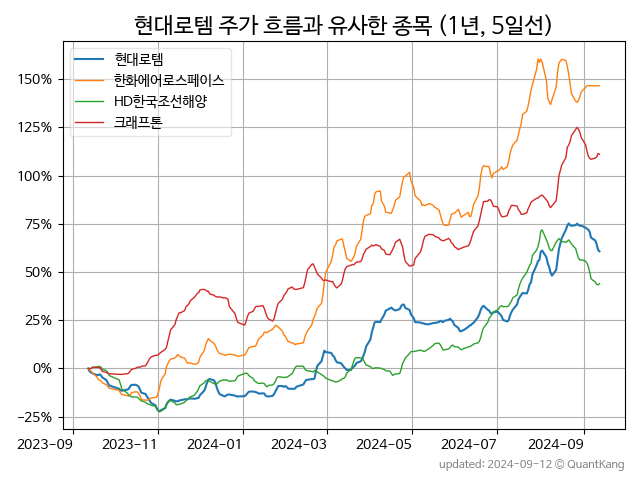 현대로템 주가 흐름과 유사한 종목 (1년, 5일선)
현대로템
한화에어로스페이스
HD한국조선해양
크래프톤
150%
125%
100%
75%
50%
25%
0%
−25%
2023-09
2023-11
2024-01
2024-03
2024-05
2024-07
2024-09
updated: 2024-09-12 ⓒ QuantKang